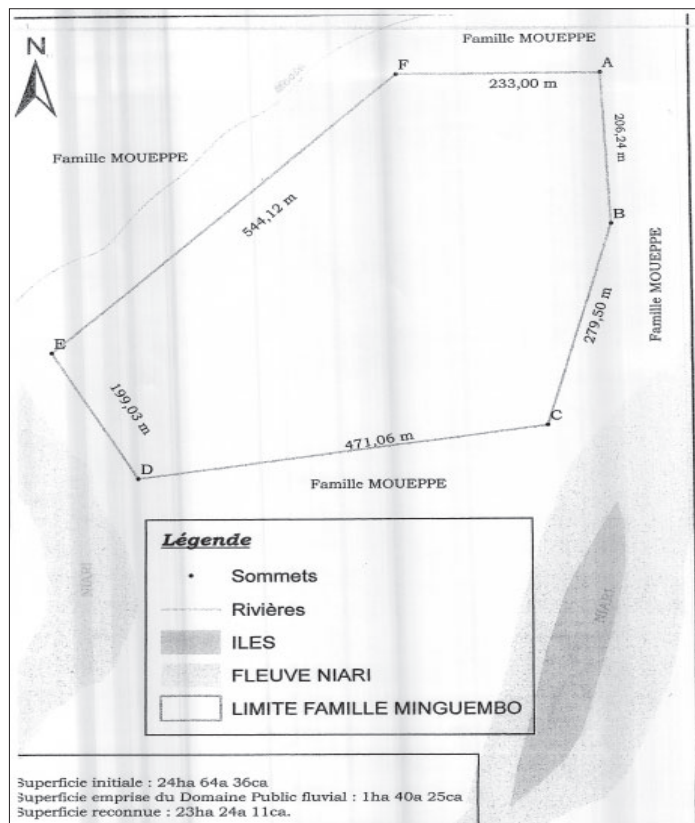 N
Famille MOUEPPE
F
A
233,00 m
206,24 m
Famille MOUEPPE
544,12 m
B
Famille MOUEPPE
279,50 m
E
199,03 m
C
471,06 m
D
Famille MOUEPPE
Légende
Sommets
Rivières
ILES
FLEUVE NIARI
LIMITE FAMILLE MINGUEMBO
NIARI
NIARI
Superficie initiale : 24ha 64a 36ca
Superficie emprise du Domaine Public fluvial : 1ha 40a 25ca
Superficie reconnue : 23ha 24a 11ca.